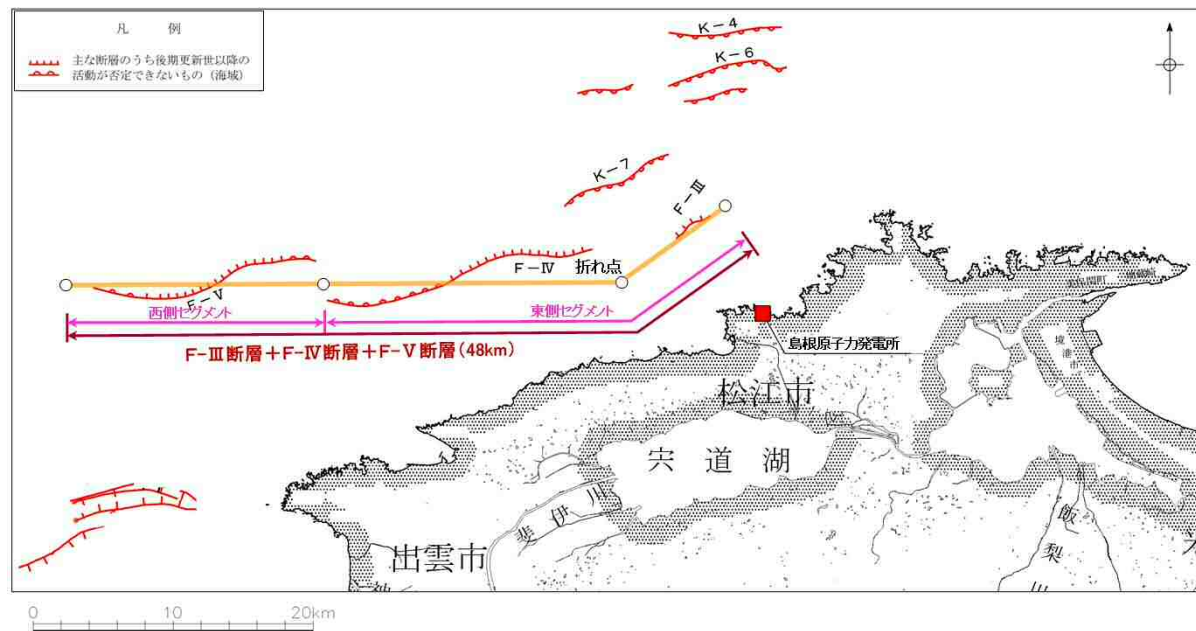 凡 例
主な断層のうち後期更新世以降の
活動が否定できないもの（海域）
K-4
K-6
K-7
F-Ⅲ
F-Ⅳ
折れ点
F-Ⅴ
西側セグメント
東側セグメント
F-Ⅲ断層+F-Ⅳ断層+F-Ⅴ断層(48km)
島根原子力発電所
境港市
松江市
宍道湖
斐伊川
飯梨川
出雲市
神
0 10 20km